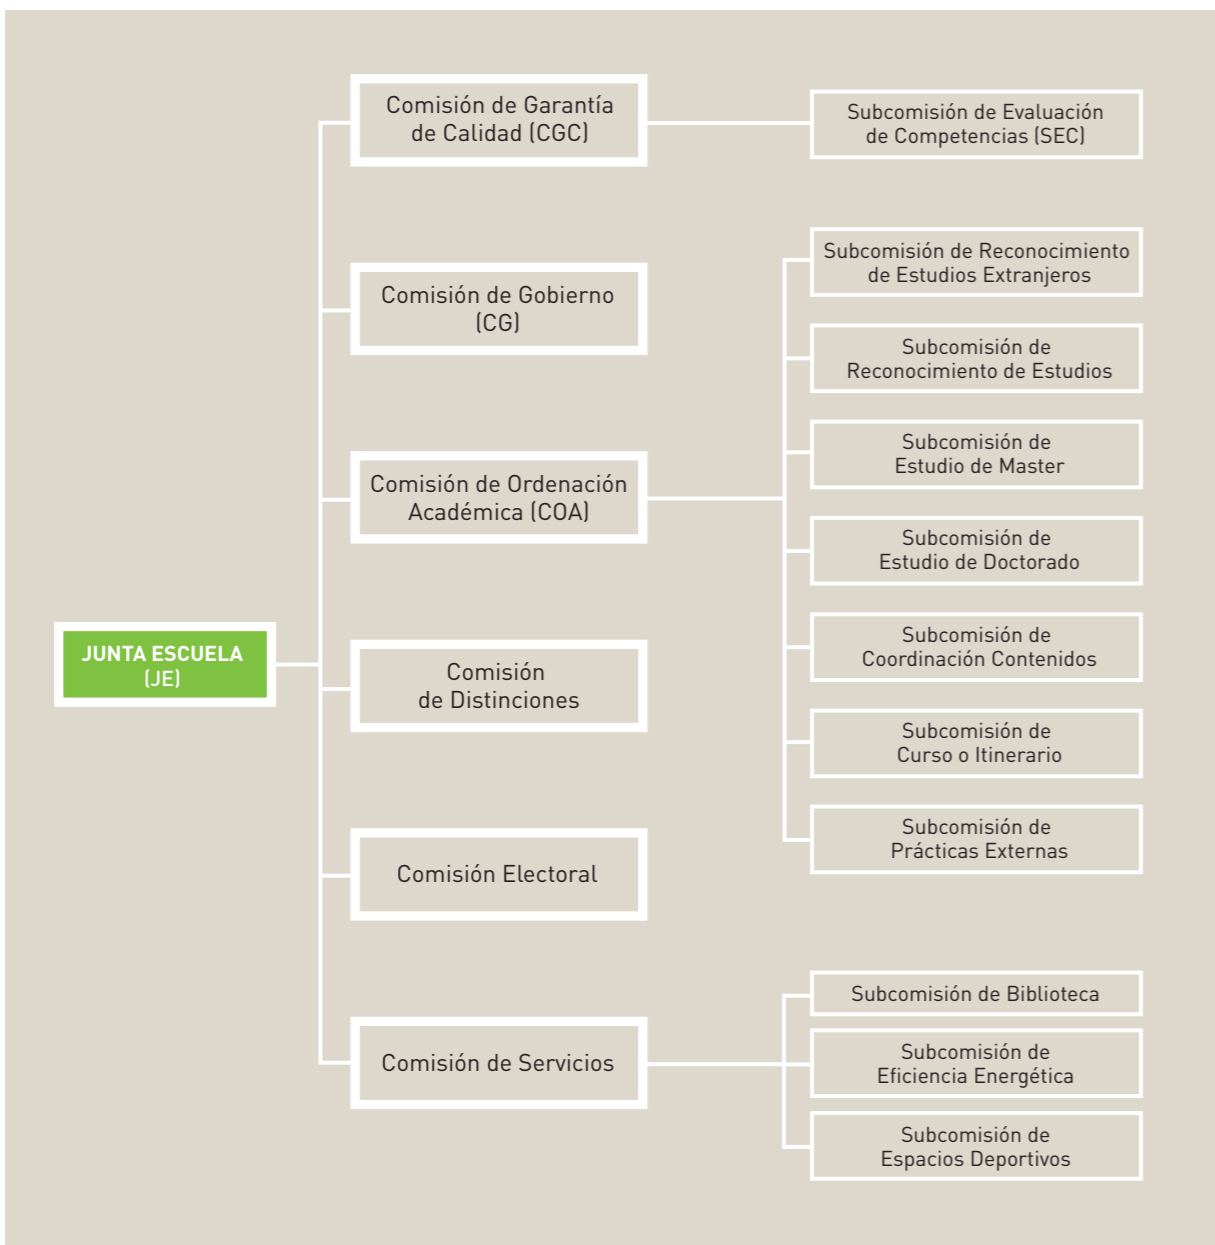 Comisión de Garantía
de Calidad (CGC)
Subcomisión de Evaluación
de Competencias (SEC)
Subcomisión de Reconocimiento
de Estudios Extranjeros
Comisión de Gobierno
(CG)
Subcomisión de
Reconocimiento de Estudios
Subcomisión de
Estudio de Master
Comisión de Ordenación
Académica (COA)
Subcomisión de
Estudio de Doctorado
JUNTA ESCUELA
(JE)
Comisión
de Distinciones
Subcomisión de
Coordinación Contenidos
Subcomisión de
Curso o Itinerario
Subcomisión de
Prácticas Externas
Comisión Electoral
Subcomisión de Biblioteca
Comisión de Servicios
Subcomisión de
Eficiencia Energética
Subcomisión de
Espacios Deportivos